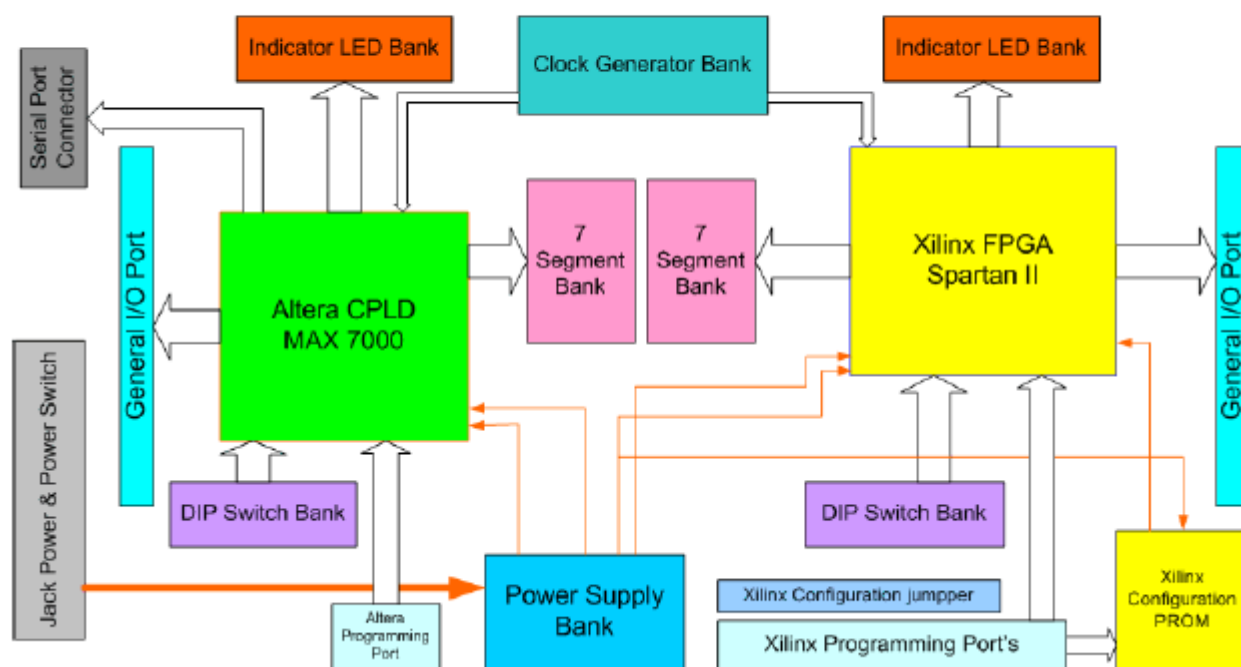 Indicator LED Bank
Clock Generator Bank
Indicator LED Bank
Serial Port
Connector
General I/O Port
7
Segment
Bank
7
Segment
Bank
Xilinx FPGA
Spartan II
General I/O Port
Altera CPLD
MAX 7000
Jack Power & Power Switch
DIP Switch Bank
DIP Switch Bank
Altera
Programming
Port
Power Supply
Bank
Xilinx Configuration jumpper
Xilinx Programming Port's
Xilinx
Configuration
PROM